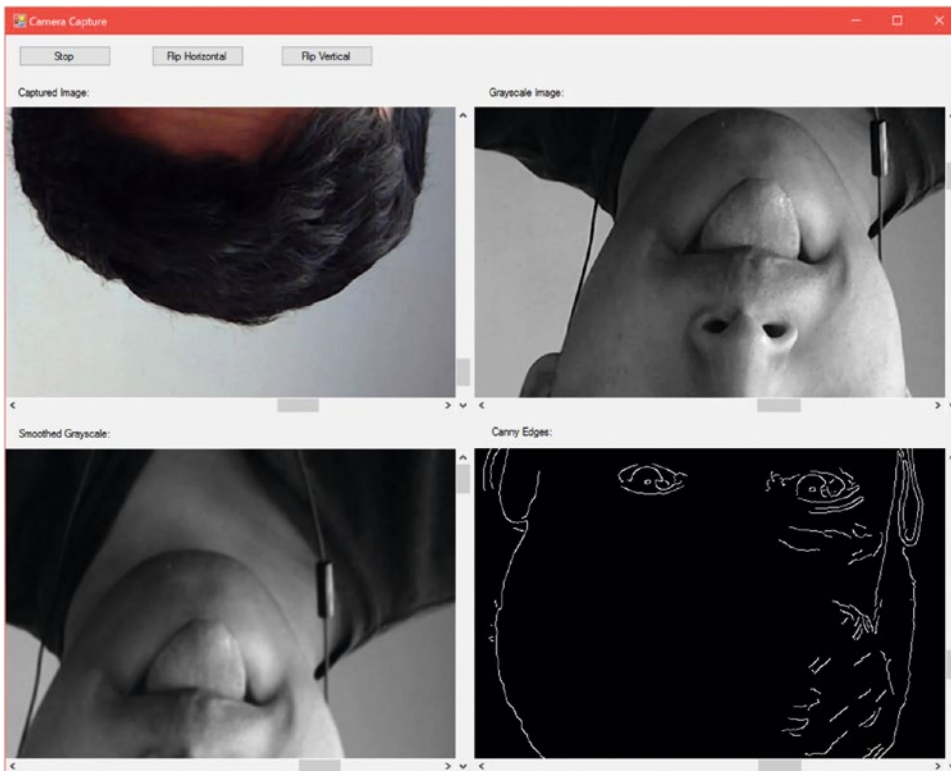 Camera Capture
Stop Flip Horizontal Flip Vertical
Captured Image: Grayscale Image:
Smoothed Grayscale: Canny Edges: